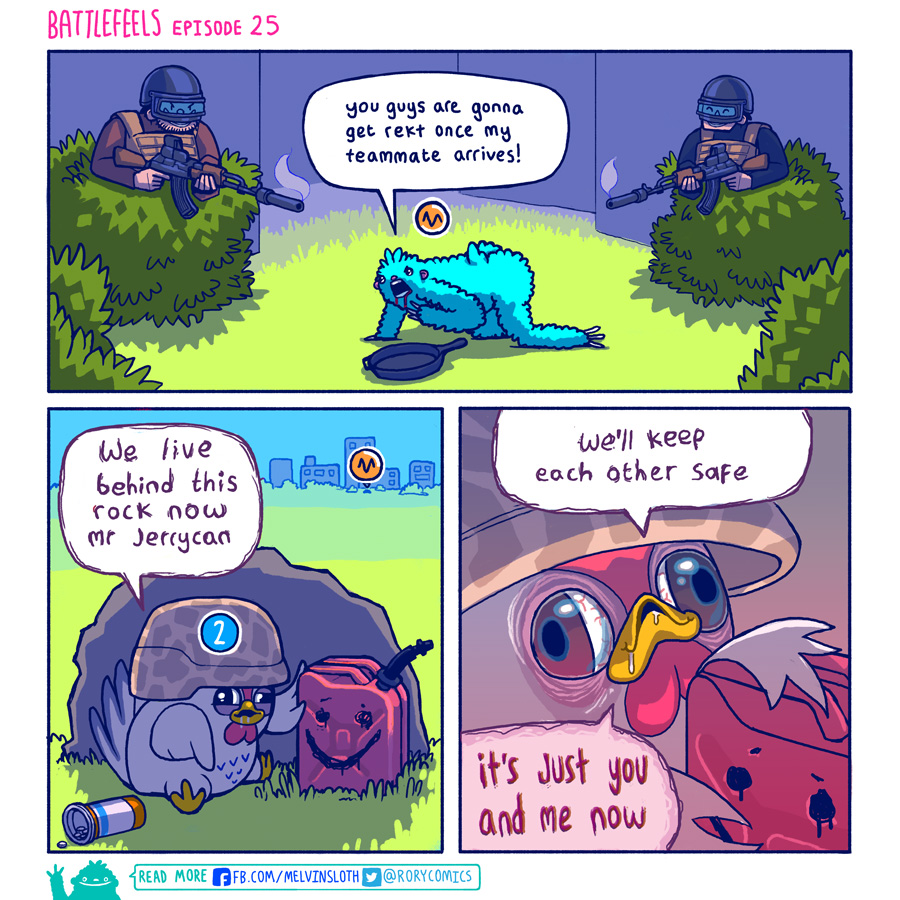 BATTLEFEELS EPISODE 25
you guys are gonna
get rekt once my
teammate arrives!
M
We live
behind this
rock now
mr Jerrycan
M
2
we'll keep
each other safe
it's just you
and me now
READ MORE f FB.COM/MELVINSLOTH @RORYCOMICS